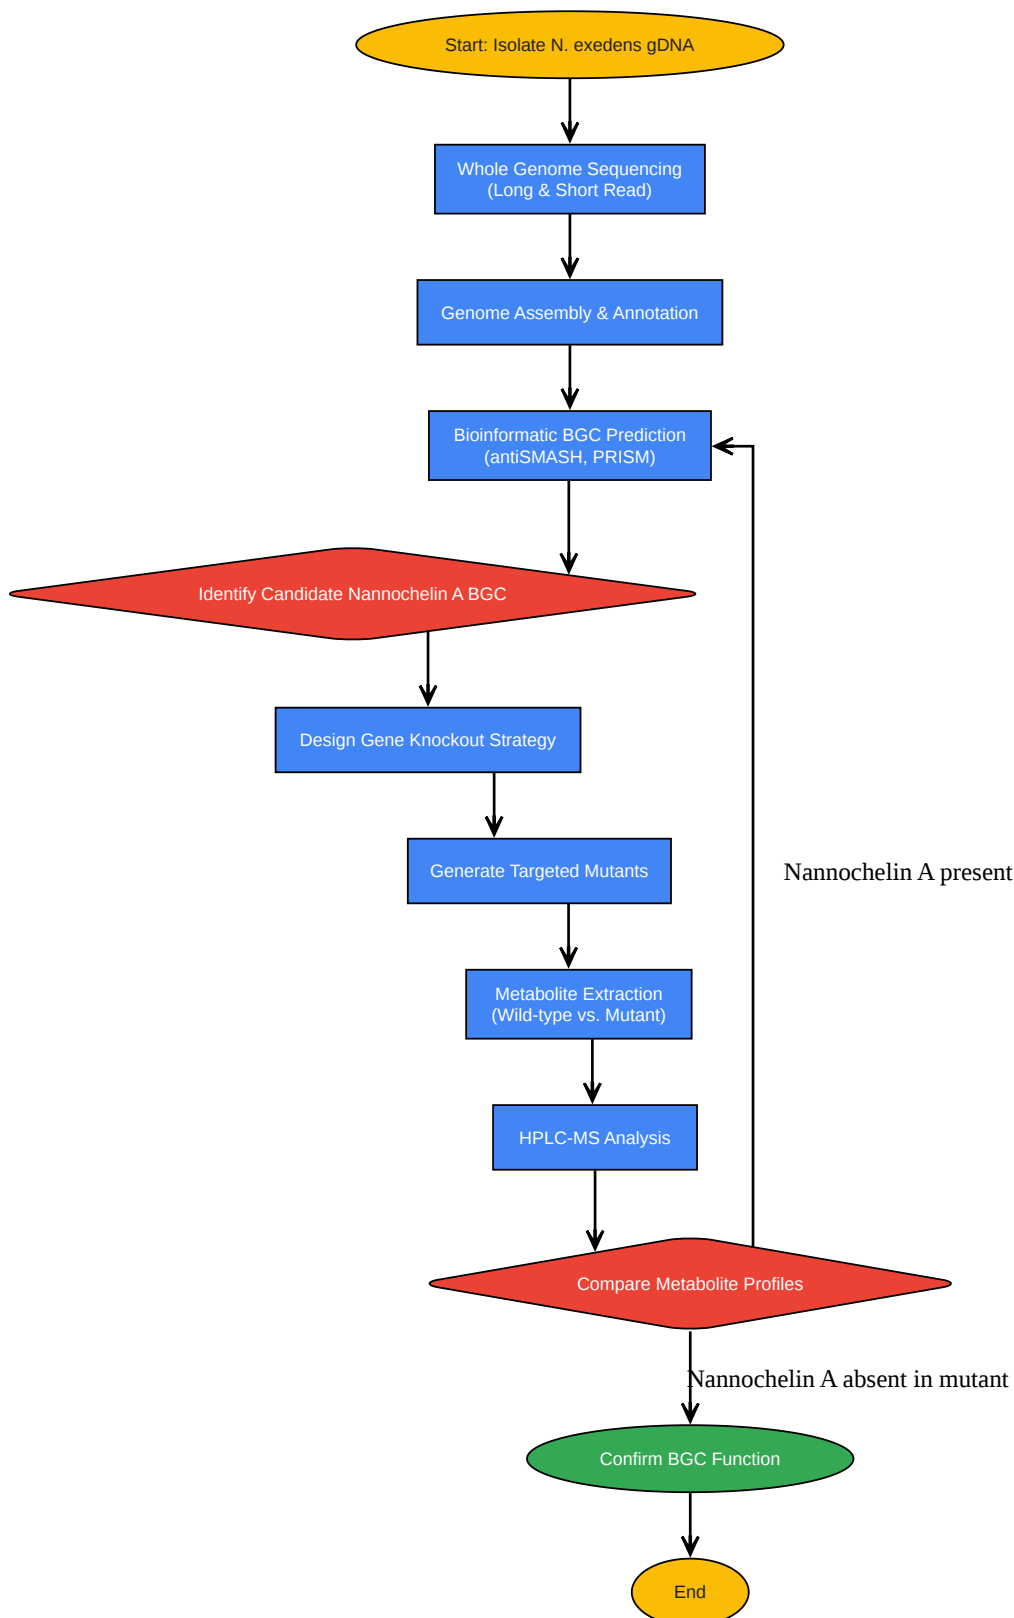 Start: Isolate N. exedens gDNA
Whole Genome Sequencing
(Long & Short Read)
Genome Assembly & Annotation
Bioinformatic BGC Prediction
(antiSMASH, PRISM)
Identify Candidate Nannochelin A BGC
Design Gene Knockout Strategy
Generate Targeted Mutants
Nannochelin A present
Metabolite Extraction
(Wild-type vs. Mutant)
HPLC-MS Analysis
Compare Metabolite Profiles
Nannochelin A absent in mutant
Confirm BGC Function
End